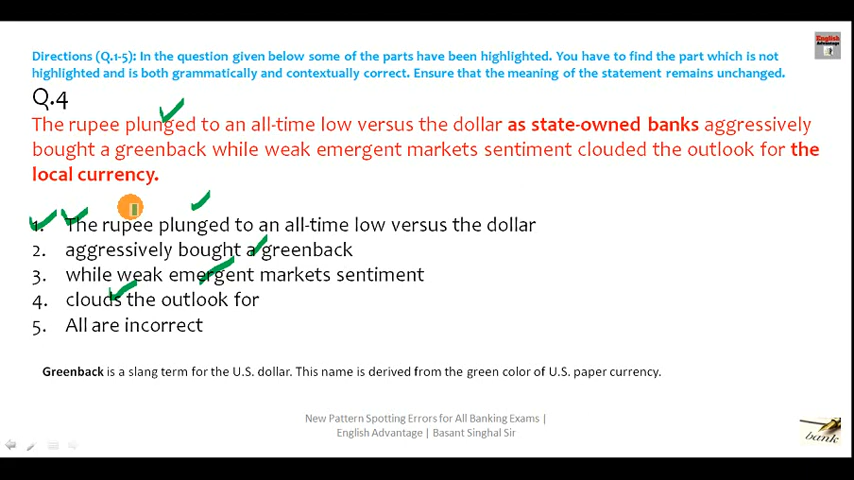 English
Advantage
Directions (Q.1-5): In the question given below some of the parts have been highlighted. You have to find the part which is not
highlighted and is both grammatically and contextually correct. Ensure that the meaning of the statement remains unchanged.
Q.4
The rupee plunged to an all-time low versus the dollar as state-owned banks aggressively
bought a greenback while weak emergent markets sentiment clouded the outlook for the
local currency.
1. The rupee plunged to an all-time low versus the dollar
2. aggressively bought a greenback
3. while weak emergent markets sentiment
4. clouds the outlook for
5. All are incorrect
Greenback is a slang term for the U.S. dollar. This name is derived from the green color of U.S. paper currency.
New Pattern Spotting Errors for All Banking Exams |
English Advantage | Basant Singhal Sir
bank